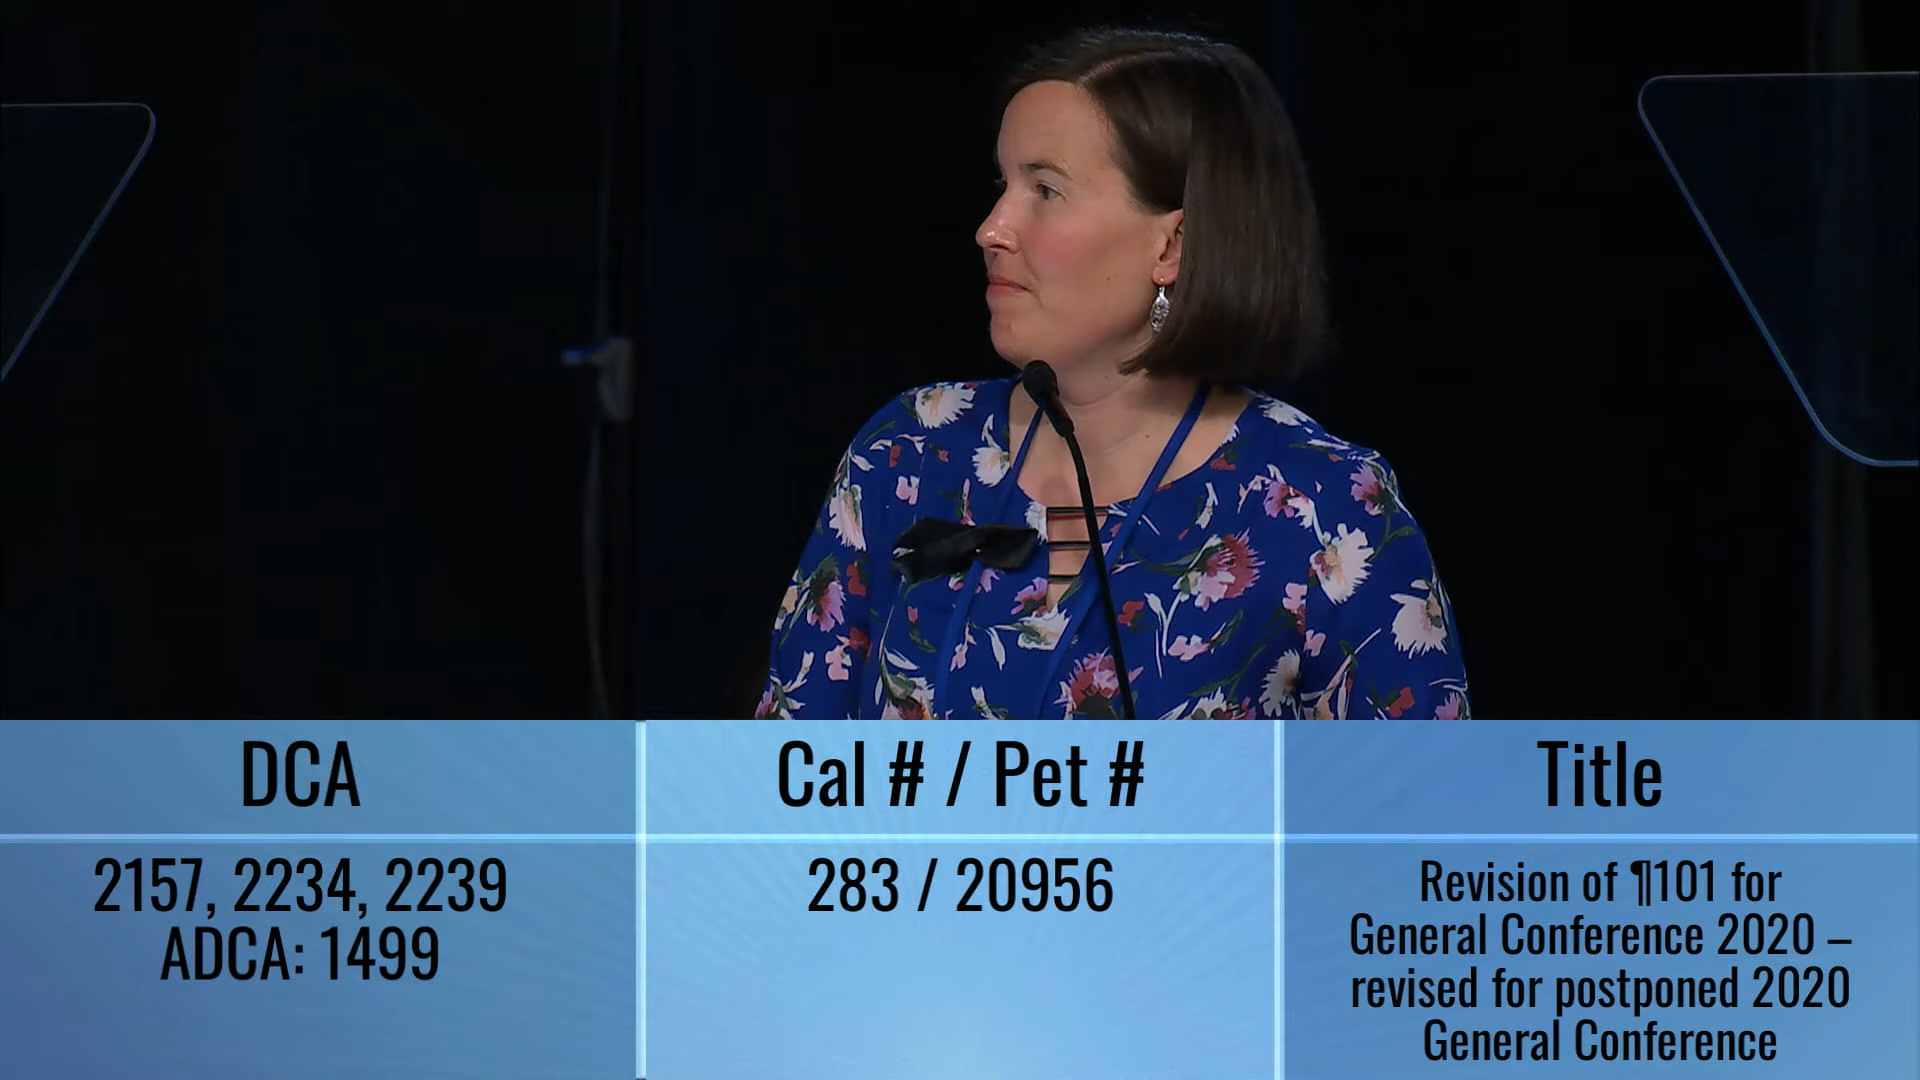 DCA
Cal # / Pet #
Title
2157, 2234, 2239
ADCA: 1499
283 / 20956
Revision of ¶101 for
General Conference 2020 –
revised for postponed 2020
General Conference